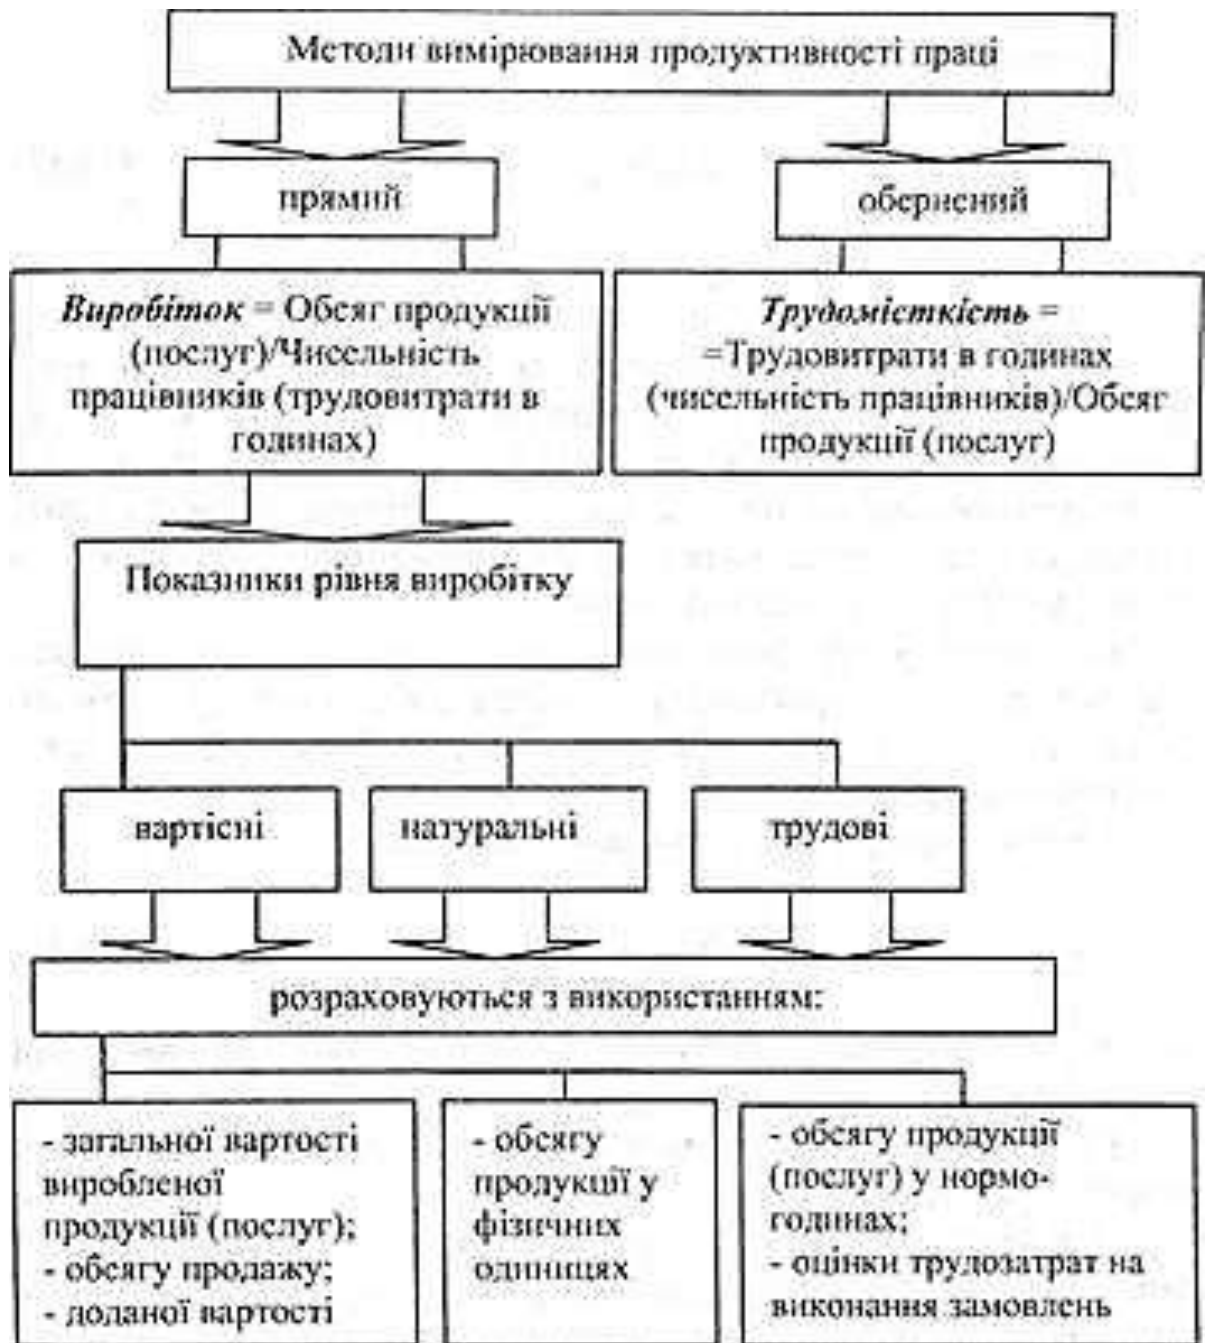 Методи вимірювання продуктивності праці
прямий
обернений
Виробіток = Обсяг продукції
(послуг)/Чисельність
працівників (трудовитрати в
годинах)
Трудомісткість =
=Трудовитрати в годинах
(чисельність працівників)/Обсяг
продукції (послуг)
Показники рівня виробітку
вартісні
натуральні
трудові
розраховуються з використанням:
- загальної вартості
виробленої
продукції (послуг);
- обсягу продажу;
- доданої вартості
- обсягу
продукції у
фізичних
одиницях
- обсягу продукції
(послуг) у нормо-
годинах;
- оцінки трудозатрат на
виконання замовлень